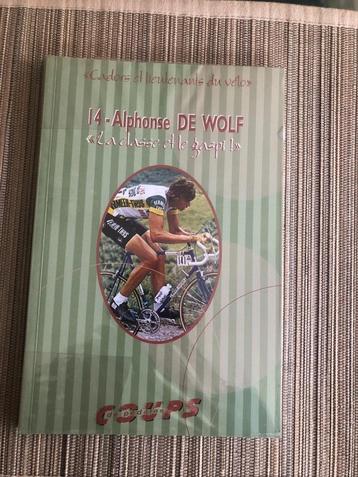 «Cadors et lieutenants du vélo»
14 - Alphonse DE WOLF
«La classe et le gaspi!»
COUPS